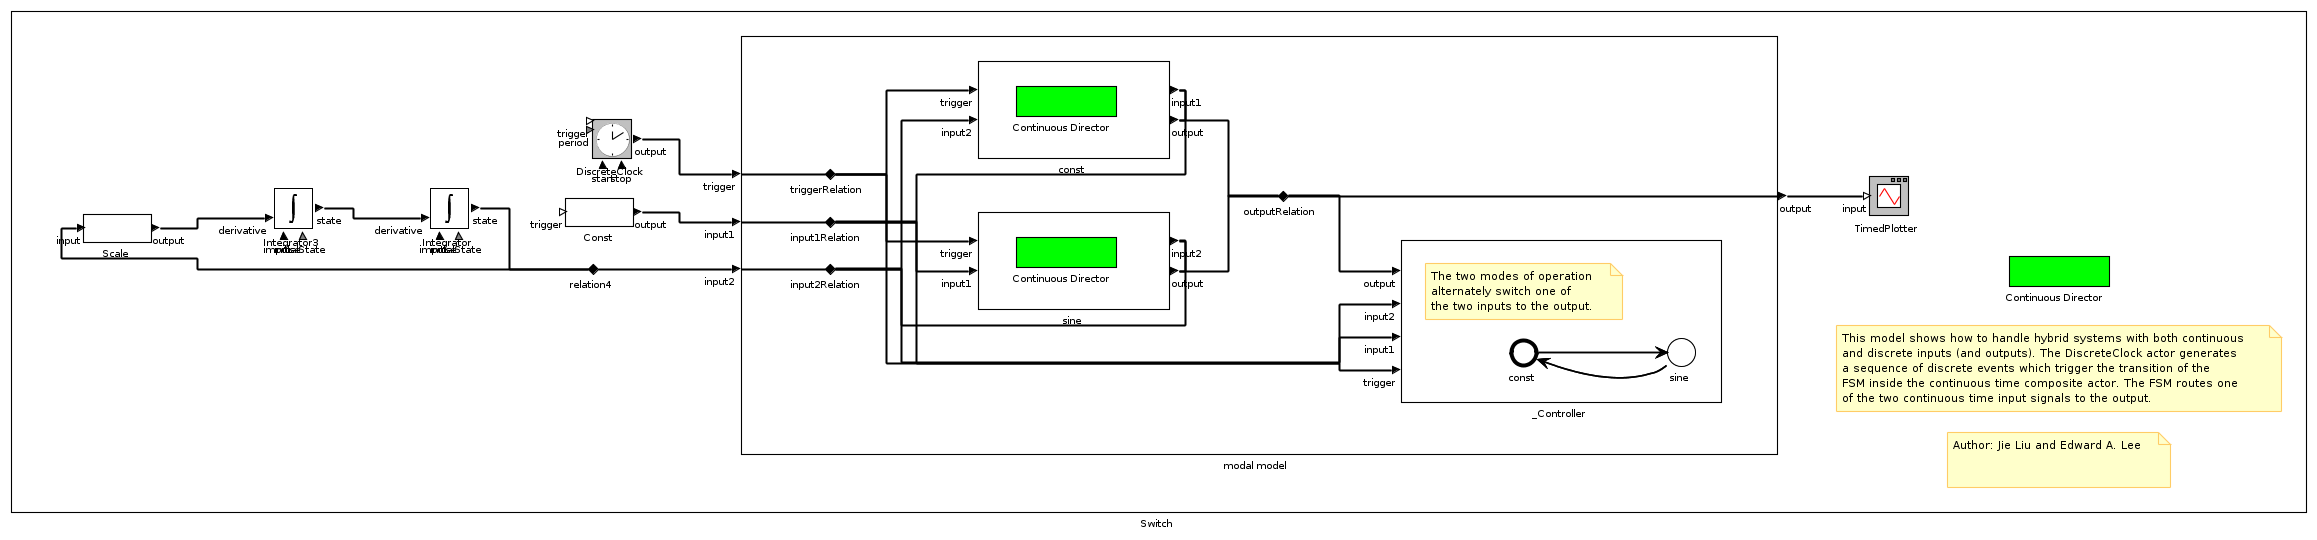 input
Scale
output
derivative
Integrator3
state
derivative
Integrator
state
trigger
period
DiscreteClock
start
stop
output
trigger
Const
output
relation4
trigger
input1
input2
triggerRelation
input1Relation
input2Relation
trigger
input2
Continuous Director
input1
output
const
trigger
input1
Continuous Director
input2
output
sine
outputRelation
output
input2
input1
trigger
The two modes of operation
alternately switch one of
the two inputs to the output.
const
sine
_Controller
modal model
output
input
TimedPlotter
Continuous Director
This model shows how to handle hybrid systems with both continuous
and discrete inputs (and outputs). The DiscreteClock actor generates
a sequence of discrete events which trigger the transition of the
FSM inside the continuous time composite actor. The FSM routes one
of the two continuous time input signals to the output.
Author: Jie Liu and Edward A. Lee
Switch